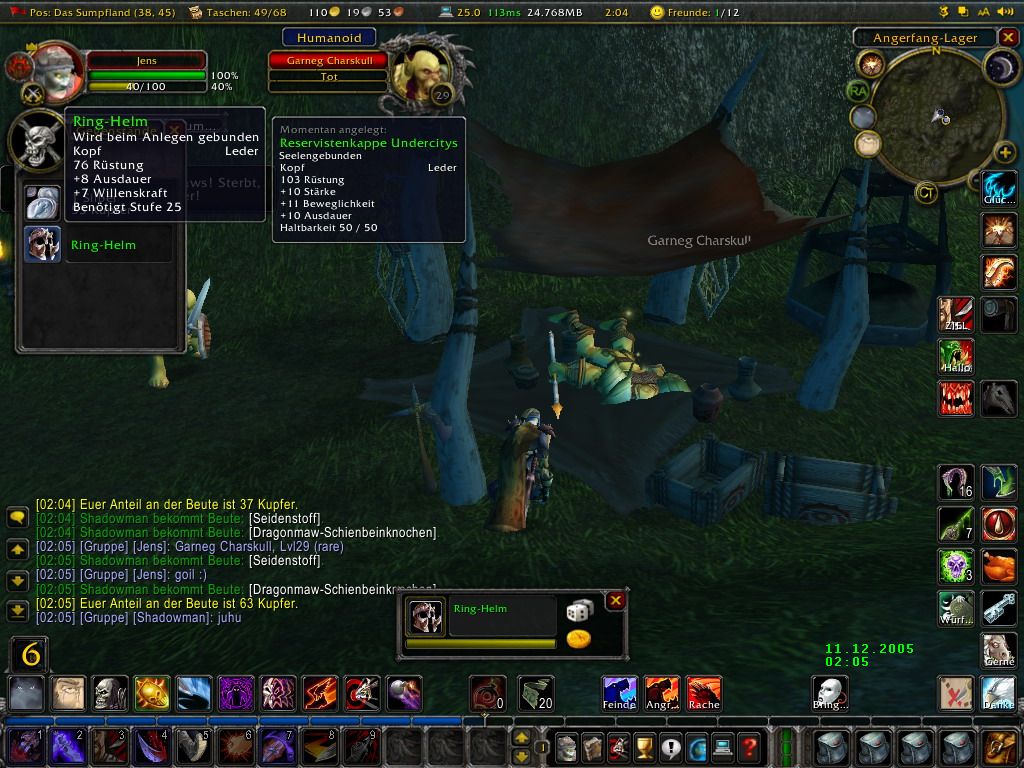 Pos: Das Sumpfland (38, 45)
Taschen: 49/68
110 19 53
25.0 113ms 24.768MB
2:04
Freunde: 1/12
Humanoid
Angerfang-Lager
Jens
100%
40/100
40%
Garneg Charskull
Tot
29
N
RA
CT
Ring-Helm
Wird beim Anlegen gebunden
Kopf Leder
76 Rüstung
+8 Ausdauer
+7 Willenskraft
Benötigt Stufe 25
Momentan angelegt:
Reservistenkappe Undercitys
Seelengebunden
Kopf Leder
103 Rüstung
+10 Stärke
+11 Beweglichkeit
+10 Ausdauer
Haltbarkeit 50 / 50
Ring-Helm
Garneg Charskull
ZIEL
Hallo
16
7
3
Würf...
Gerne
[02:04] Euer Anteil an der Beute ist 37 Kupfer.
[02:04] Shadowman bekommt Beute: [Seidenstoff]
[02:04] Shadowman bekommt Beute: [Dragonmaw-Schienbeinknochen]
[02:05] [Gruppe] [Jens]: Garneg Charskull, Lvl29 (rare)
[02:05] Shadowman bekommt Beute: [Seidenstoff].
[02:05] [Gruppe] [Jens]: goil :)
[02:05] Shadowman bekommt Beute: [Dragonmaw-Schienbeinknochen]
[02:05] Euer Anteil an der Beute ist 63 Kupfer.
[02:05] [Gruppe] [Shadowman]: juhu
Ring-Helm
11.12.2005
02:05
6
0
20
Feinde
Angr...
Rache
Bring...
Danke
1 2 3 4 5 6 7 8 9
1